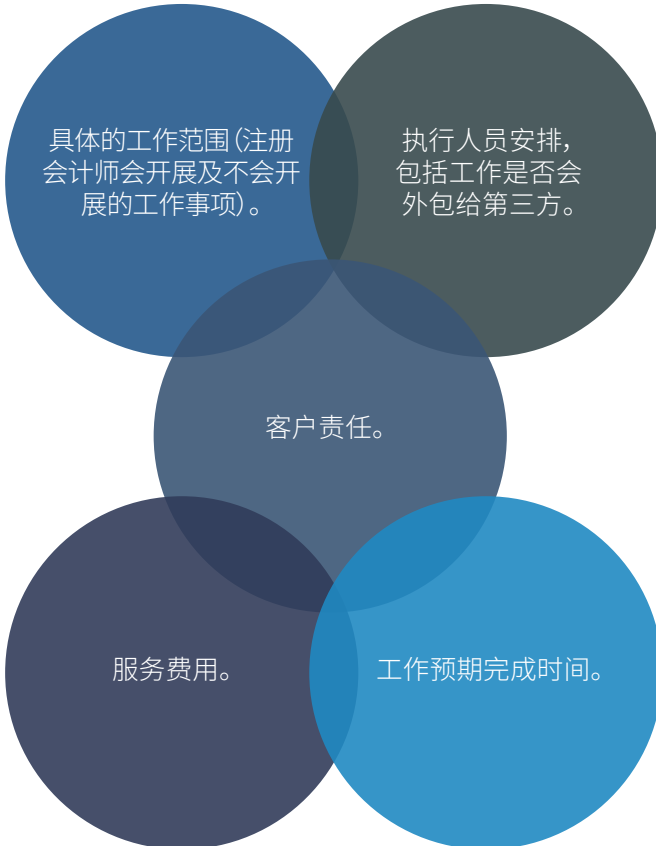 具体的工作范围(注册
会计师会开展及不会开
展的工作事项)。
执行人员安排,
包括工作是否会
外包给第三方。
客户责任。
服务费用。
工作预期完成时间。